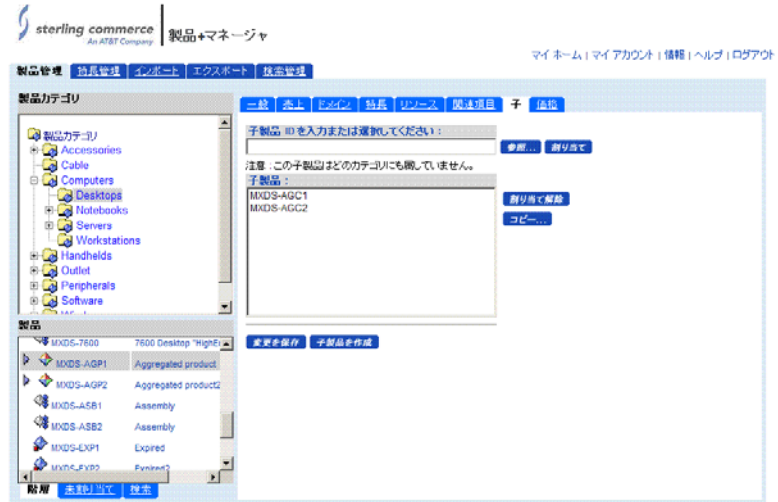 sterling commerce
An AT&T Company
製品+マネージャ
マイ ホーム | マイ アカウント | 情報 | ヘルプ | ログアウト
製品管理 特長管理 インポート エクスポート 検索管理
製品カテゴリ
製品カテゴリ
Accessories
Cable
Computers
Desktops
Notebooks
Servers
Workstations
Handhelds
Outlet
Peripherals
Software
製品
MXDS-7600 7600 Desktop "HighE
MXDS-AGP1 Aggregated product
MXDS-AGP2 Aggregated product2
MXDS-ASB1 Assembly
MXDS-ASB2 Assembly
MXDS-EXP1 Expired
MXDS-EXP2 Expired2
階層 未割り当て 検索
一般 売上 ドメイン 特長 リソース 関連項目 子 価格
子製品 ID を入力または選択してください :
参照... 割り当て
注意 : この子製品はどのカテゴリにも属していません。
子製品 :
MXDS-AGC1
MXDS-AGC2
割り当て解除
コピー...
変更を保存 子製品を作成